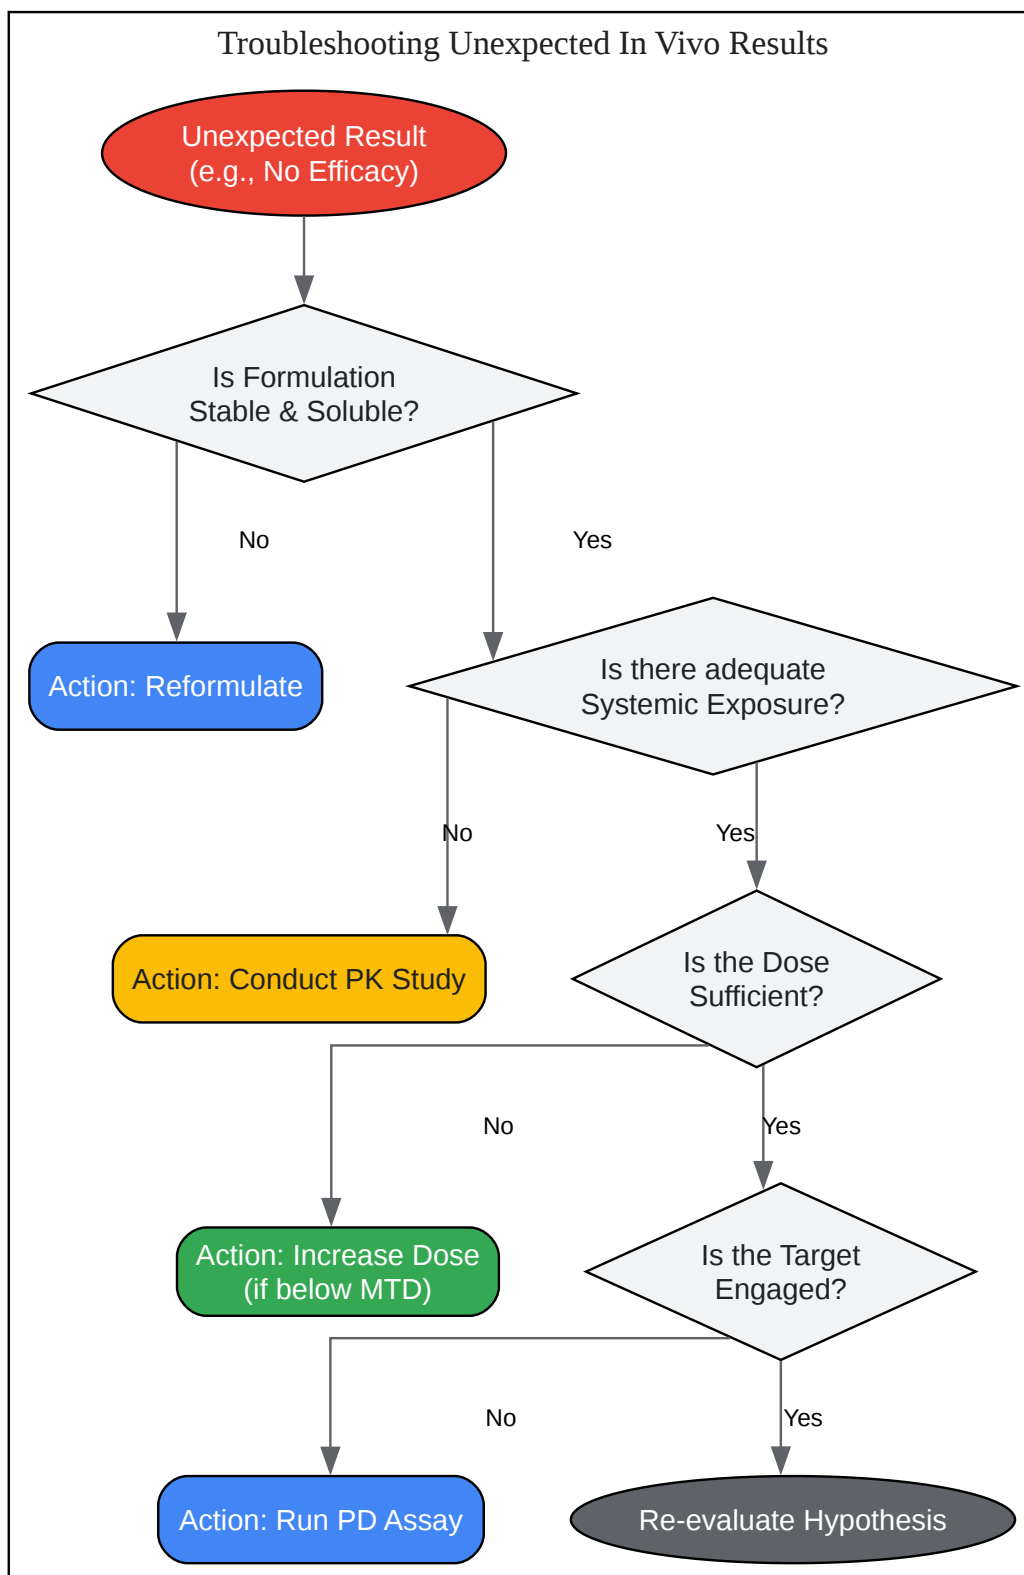 Troubleshooting Unexpected In Vivo Results
Unexpected Result
(e.g., No Efficacy)
Is Formulation
Stable & Soluble?
No
Yes
Action: Reformulate
Is there adequate
Systemic Exposure?
No
Yes
Action: Conduct PK Study
Is the Dose
Sufficient?
No
Yes
Action: Increase Dose
(if below MTD)
Is the Target
Engaged?
No
Yes
Action: Run PD Assay
Re-evaluate Hypothesis